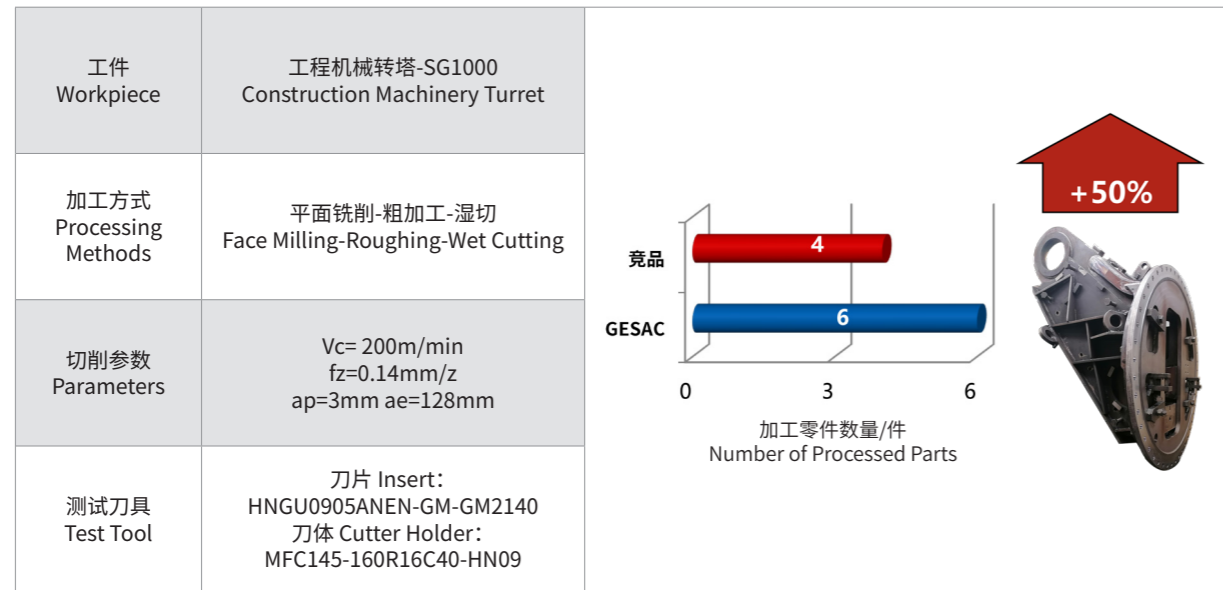 工件
Workpiece
工程机械转塔-SG1000
Construction Machinery Turret
加工方式
Processing
Methods
平面铣削-粗加工-湿切
Face Milling-Roughing-Wet Cutting
切削参数
Parameters
Vc= 200m/min
fz=0.14mm/z
ap=3mm ae=128mm
测试刀具
Test Tool
刀片 Insert：
HNGU0905ANEN-GM-GM2140
刀体 Cutter Holder：
MFC145-160R16C40-HN09
+50%
竞品
4
GESAC
6
0 3 6
加工零件数量/件
Number of Processed Parts